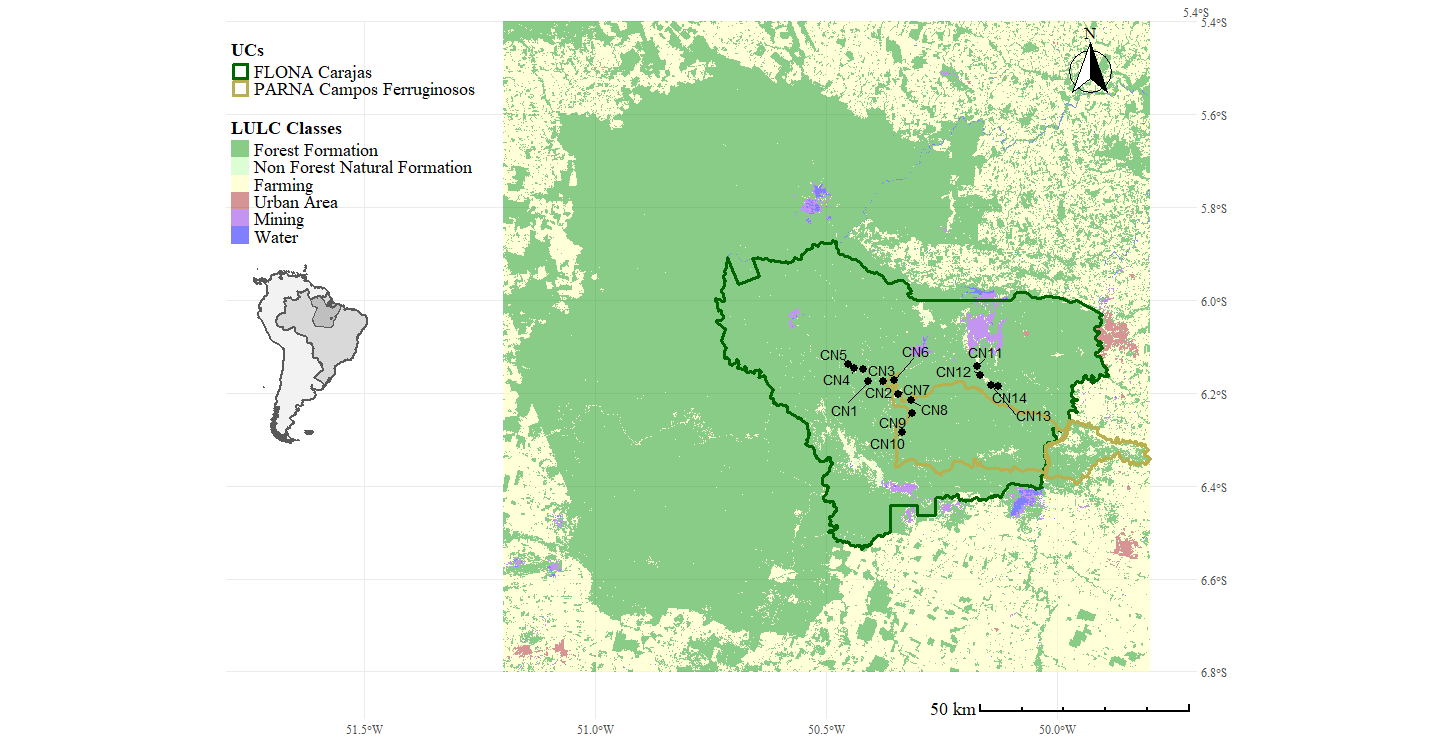 5.4°S
5.4°S
N
UCs
FLONA Carajas
PARNA Campos Ferruginosos
5.6°S
LULC Classes
Forest Formation
Non Forest Natural Formation
Farming
Urban Area
Mining
Water
5.8°S
6.0°S
CN5
CN6
CN11
CN4
CN3
CN12
CN2
CN7
6.2°S
CN14
CN1
CN8
CN13
CN9
CN10
6.4°S
6.6°S
6.8°S
50 km
51.5°W
51.0°W
50.5°W
50.0°W